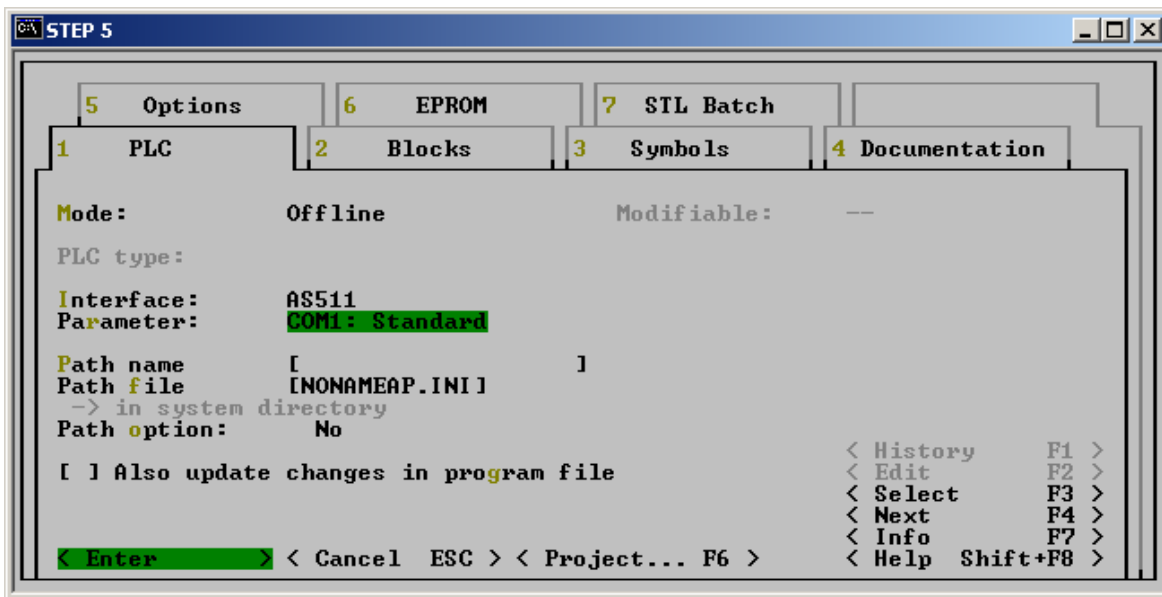 STEP 5
5 Options 6 EPROM 7 STL Batch
1 PLC 2 Blocks 3 Symbols 4 Documentation
Mode: Offline Modifiable: --
PLC type:
Interface: AS511
Parameter: COM1: Standard
Path name [ ]
Path file [NONAMEAP.INI]
-> in system directory
Path option: No
[ ] Also update changes in program file
< History F1 >
< Edit F2 >
< Select F3 >
< Next F4 >
< Info F7 >
< Enter > < Cancel ESC > < Project... F6 > < Help Shift+F8 >